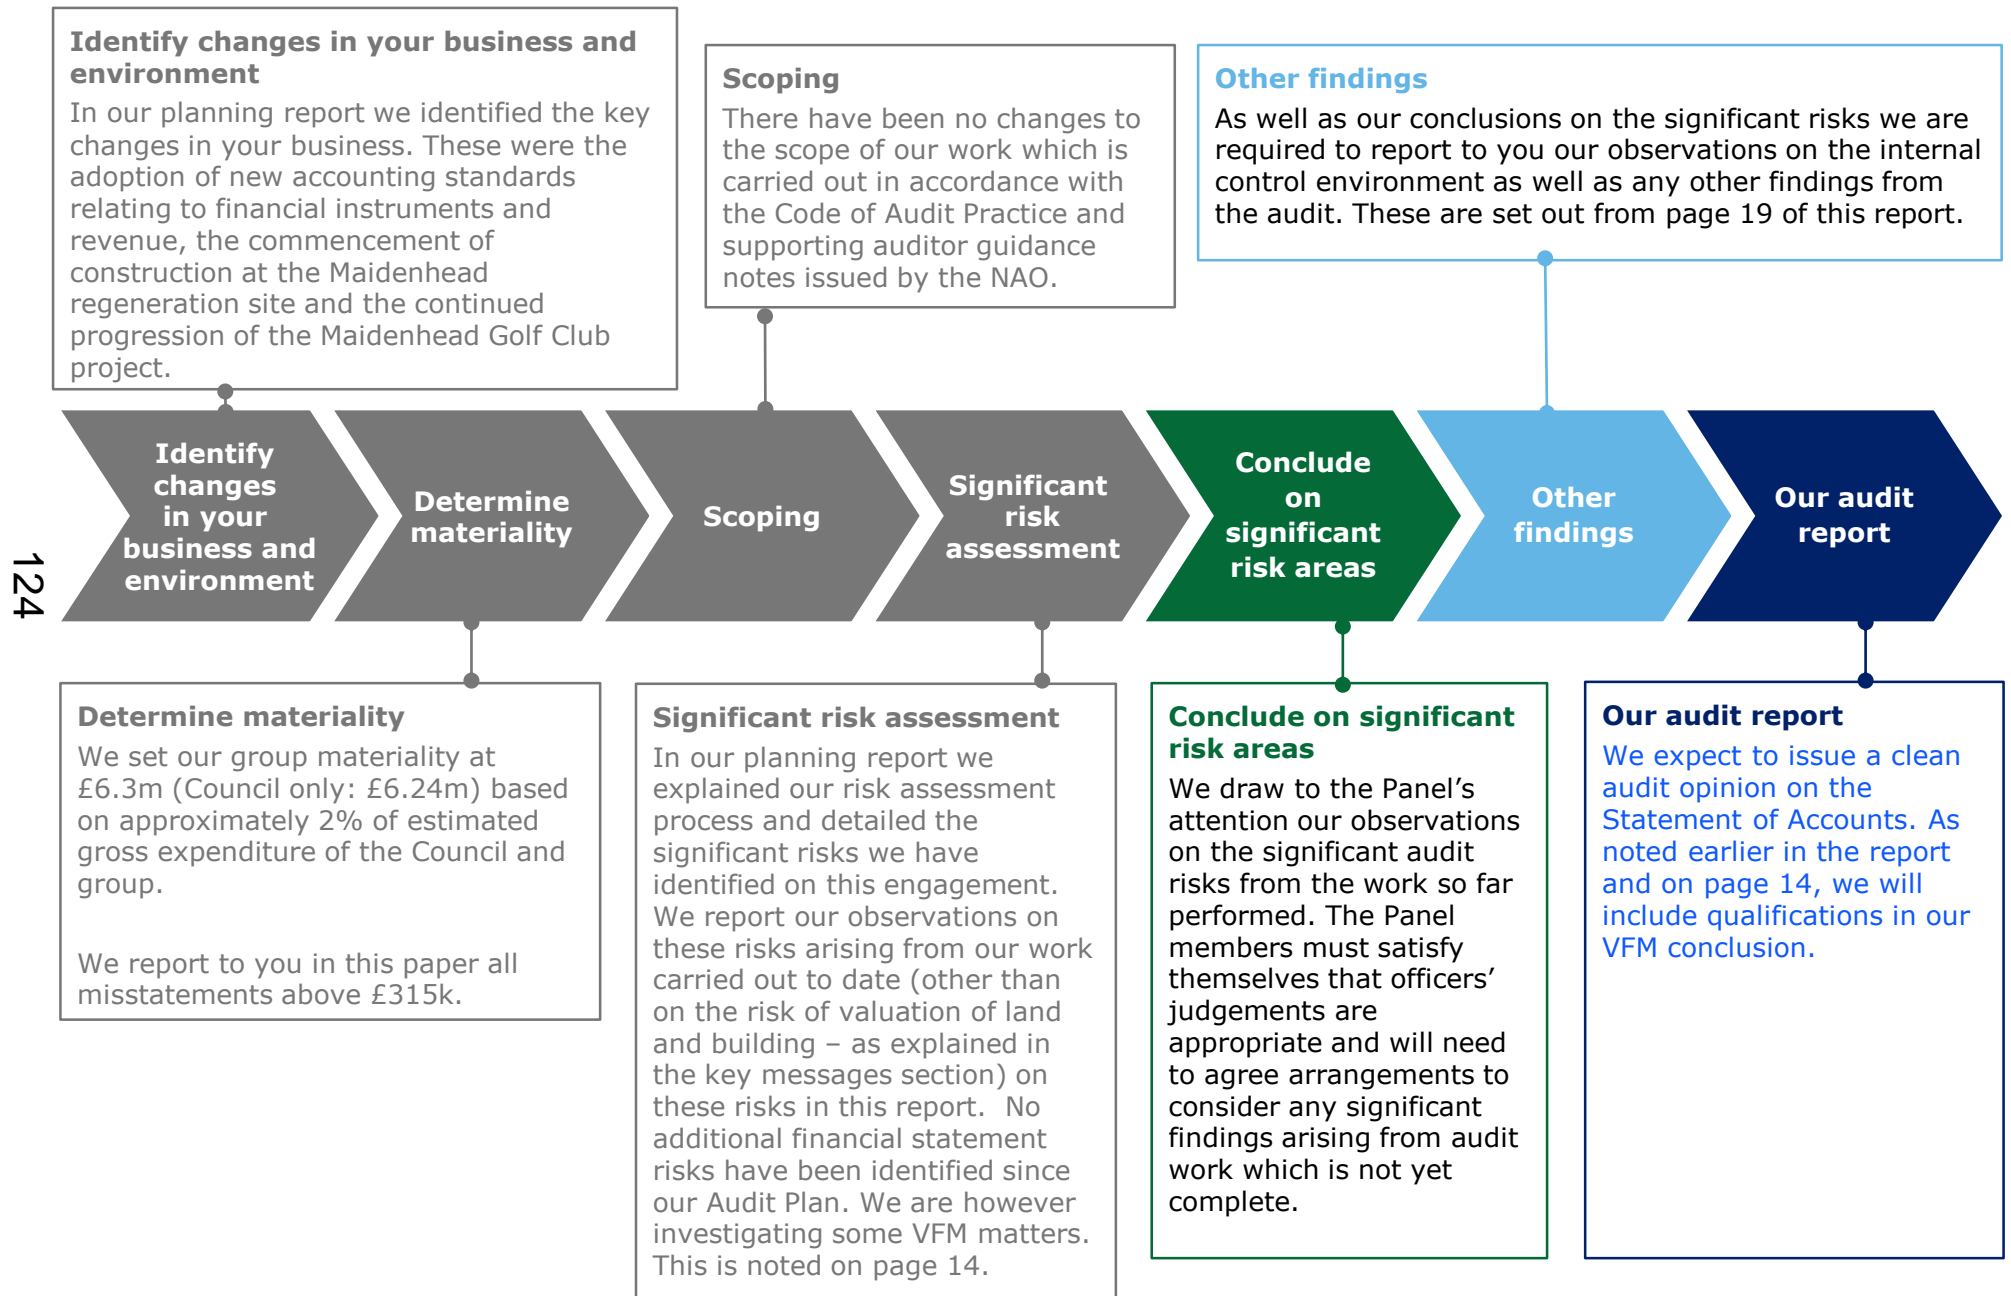 Identify changes in your business and
environment
In our planning report we identified the key
changes in your business. These were the
adoption of new accounting standards
relating to financial instruments and
revenue, the commencement of
construction at the Maidenhead
regeneration site and the continued
progression of the Maidenhead Golf Club
project.
Scoping
There have been no changes to
the scope of our work which is
carried out in accordance with
the Code of Audit Practice and
supporting auditor guidance
notes issued by the NAO.
Other findings
As well as our conclusions on the significant risks we are
required to report to you our observations on the internal
control environment as well as any other findings from
the audit. These are set out from page 19 of this report.
Identify
changes
in your
business and
environment
Determine
materiality
Scoping
Significant
risk
assessment
Conclude
on
significant
risk areas
Other
findings
Our audit
report
124
Determine materiality
We set our group materiality at
£6.3m (Council only: £6.24m) based
on approximately 2% of estimated
gross expenditure of the Council and
group.
We report to you in this paper all
misstatements above £315k.
Significant risk assessment
In our planning report we
explained our risk assessment
process and detailed the
significant risks we have
identified on this engagement.
We report our observations on
these risks arising from our work
carried out to date (other than
on the risk of valuation of land
and building – as explained in
the key messages section) on
these risks in this report.  No
additional financial statement
risks have been identified since
our Audit Plan. We are however
investigating some VFM matters.
This is noted on page 14.
Conclude on significant
risk areas
We draw to the Panel’s
attention our observations
on the significant audit
risks from the work so far
performed. The Panel
members must satisfy
themselves that officers’
judgements are
appropriate and will need
to agree arrangements to
consider any significant
findings arising from audit
work which is not yet
complete.
Our audit report
We expect to issue a clean
audit opinion on the
Statement of Accounts. As
noted earlier in the report
and on page 14, we will
include qualifications in our
VFM conclusion.